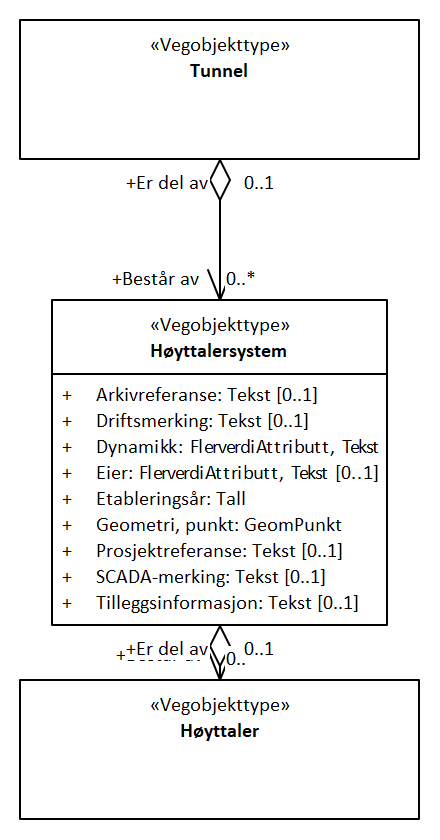 «Vegobjekttype»
Tunnel
+Er del av 0..1
+Består av 0..*
«Vegobjekttype»
Høyttalersystem
+ Arkivreferanse: Tekst [0..1]
+ Driftsmerking: Tekst [0..1]
+ Dynamikk: FlerverdiAttributt, Tekst
+ Eier: FlerverdiAttributt, Tekst [0..1]
+ Etableringsår: Tall
+ Geometri, punkt: GeomPunkt
+ Prosjektreferanse: Tekst [0..1]
+ SCADA-merking: Tekst [0..1]
+ Tilleggsinformasjon: Tekst [0..1]
+Er del av 0..1
+ 0..
«Vegobjekttype»
Høyttaler